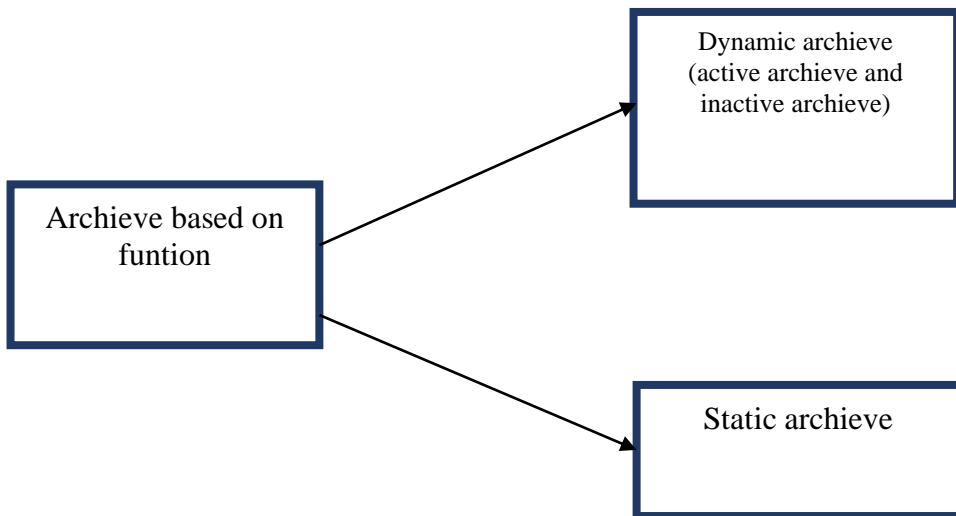 Dynamic archieve
(active archieve and
inactive archieve)
Archieve based on
funtion
Static archieve